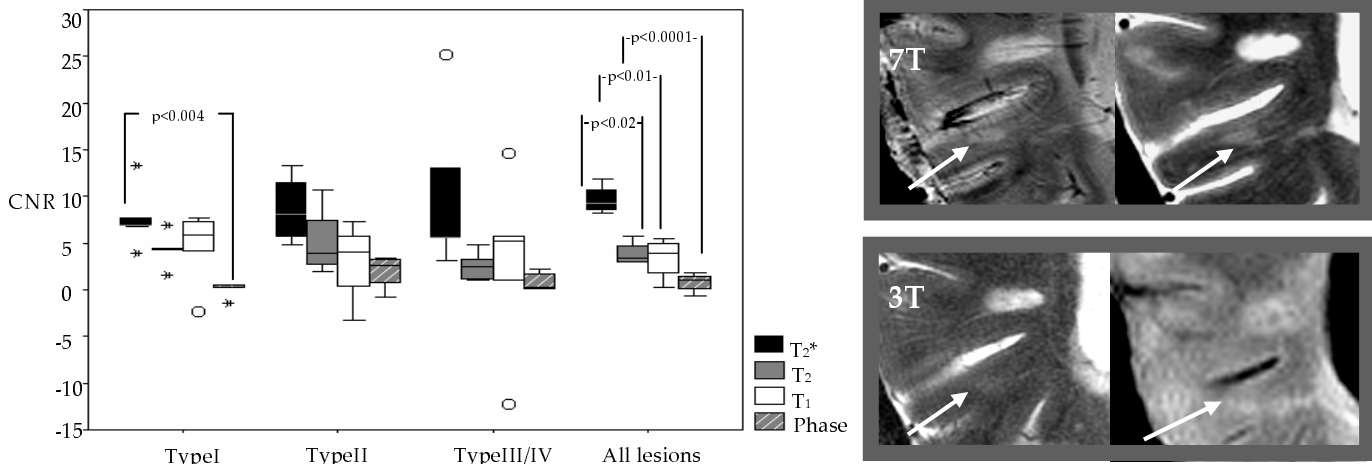 30
25
20
15
CNR 10
5
0
-5
-10
-15
p<0.004
-p<0.0001-
-p<0.01-
-p<0.02-
TypeI
TypeII
TypeIII/IV
All lesions
T2*
T2
T1
Phase
7T
3T